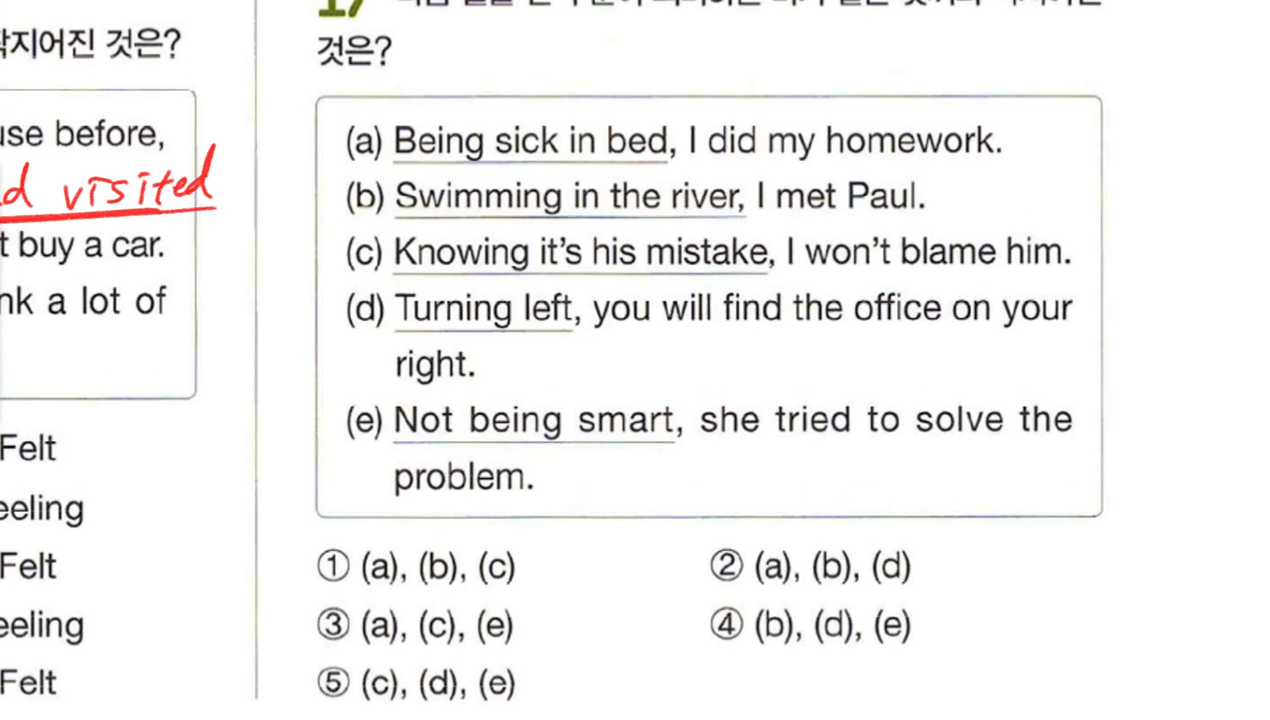 것은?
use before,
d visited
t buy a car.
nk a lot of
Felt
eeling
Felt
eeling
Felt
17
것은?
(a) Being sick in bed, I did my homework.
(b) Swimming in the river, I met Paul.
(c) Knowing it's his mistake, I won't blame him.
(d) Turning left, you will find the office on your
right.
(e) Not being smart, she tried to solve the
problem.
① (a), (b), (c)
② (a), (b), (d)
③ (a), (c), (e)
④ (b), (d), (e)
⑤ (c), (d), (e)